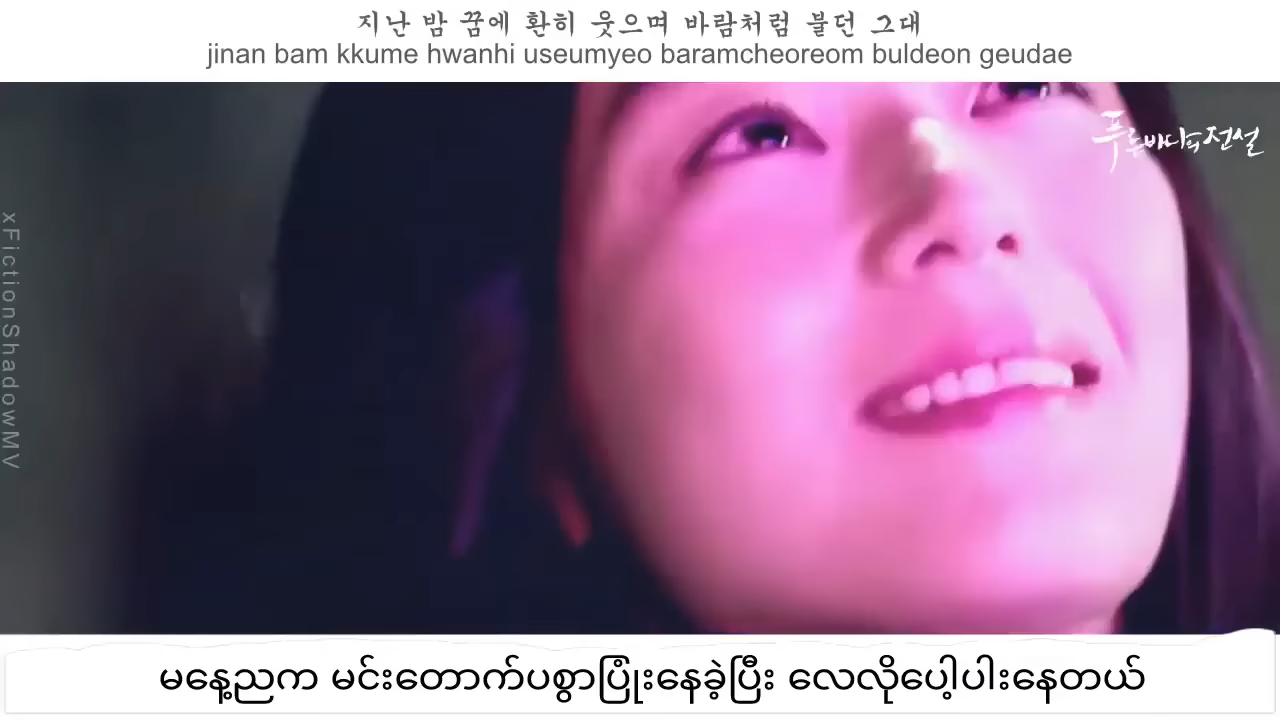 지난 밤 꿈에 환히 웃으며 바람처럼 불던 그대
jinan bam kkume hwanhi useumyeo baramcheoreom buldeon geudae
푸른 바다의 전설
xFictionShadowMV
မနေ့ညက မင်းတောက်ပစွာပြုံးနေခဲ့ပြီး လေလိုပေါ့ပါးနေတယ်